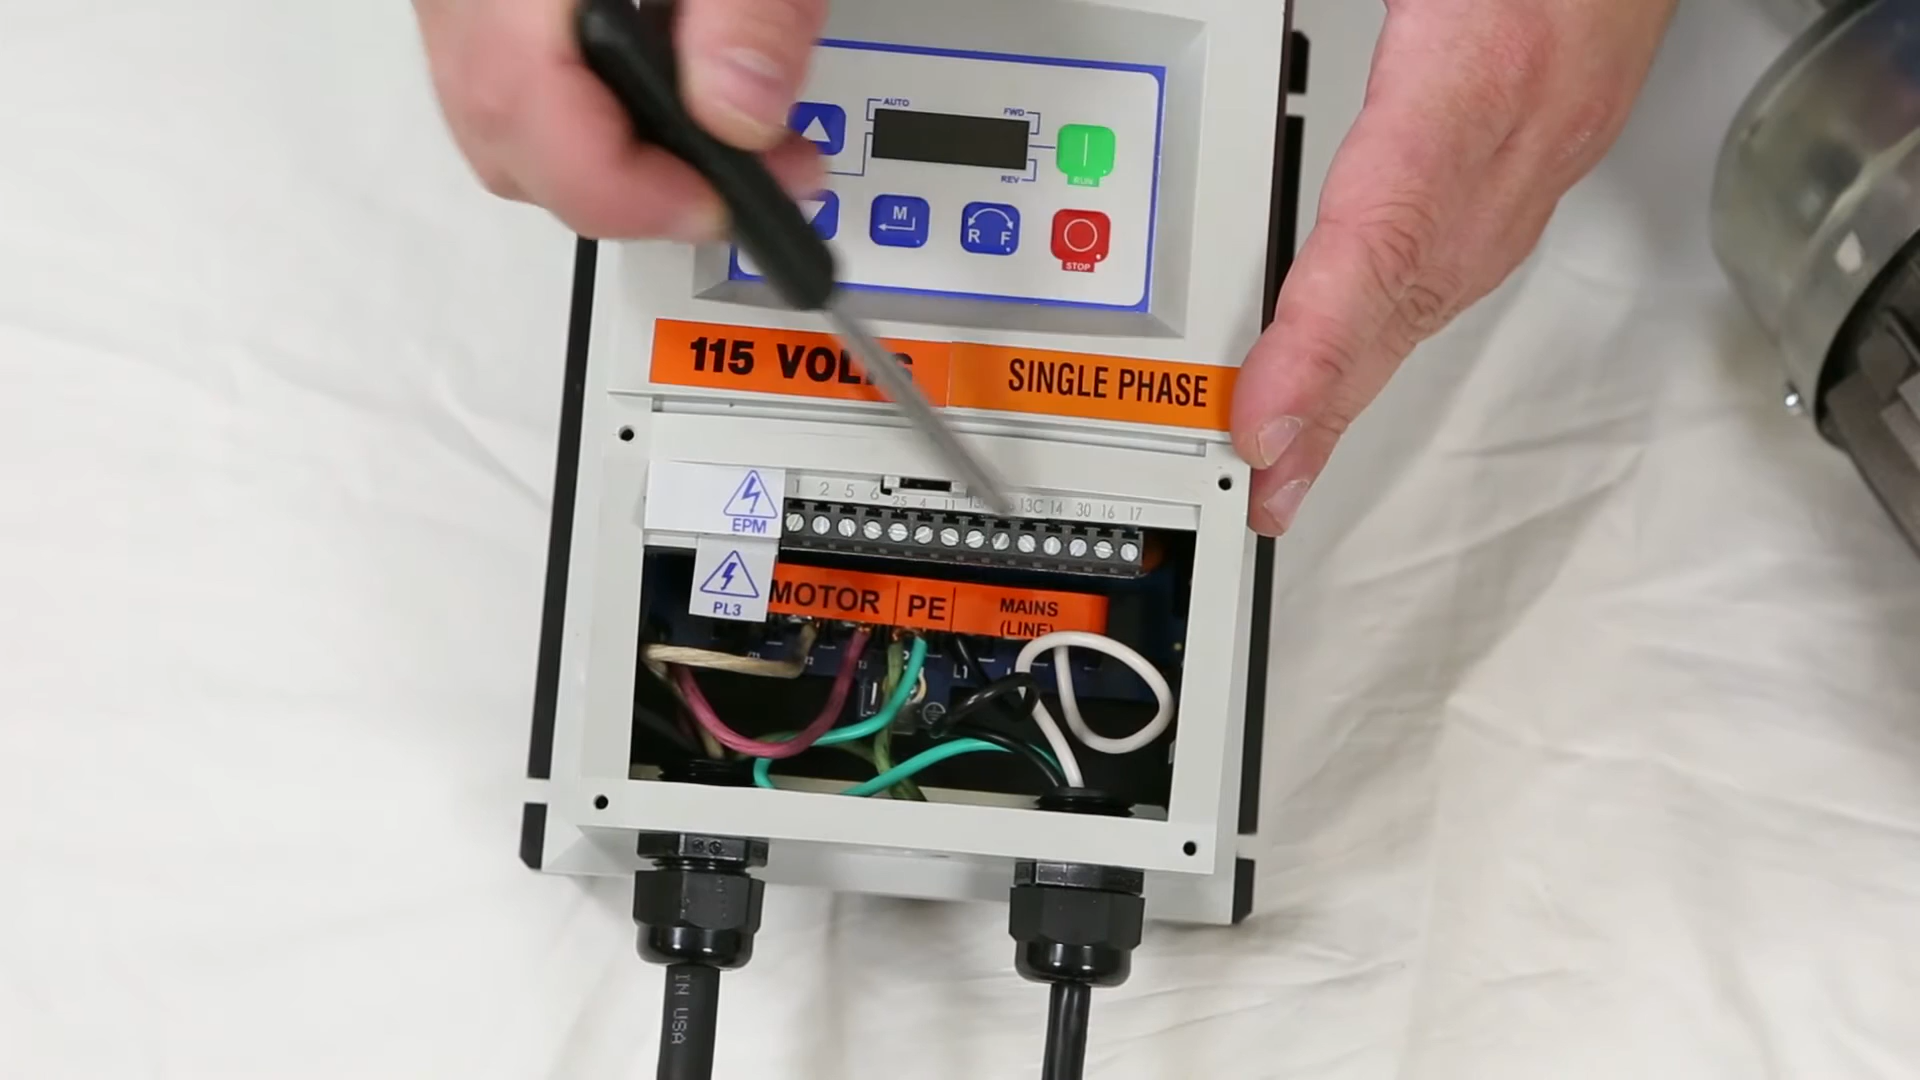 AUTO
FWD
REV
RUN
M
R F
STOP
115
SINGLE PHASE
1 2 5 6 25 4 11 13C 14 30 16 17
EPM
PL3
MOTOR
PE
MAINS
(LINE)
T2
L1
IN USA